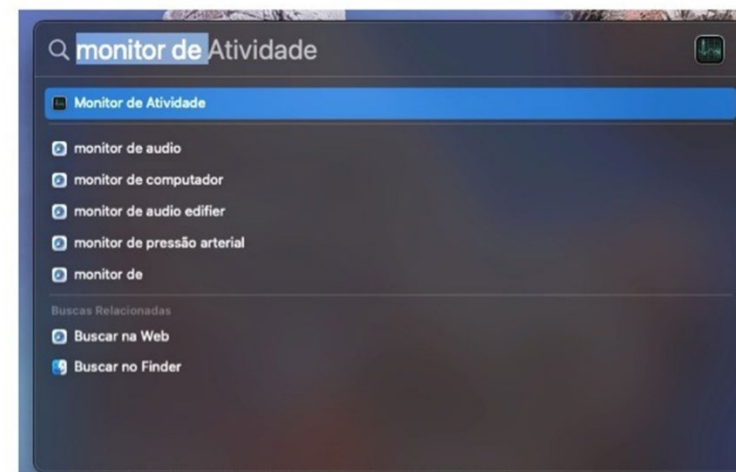 monitor de Atividade
Monitor de Atividade
monitor de audio
monitor de computador
monitor de audio edifier
monitor de pressão arterial
monitor de
Buscas Relacionadas
Buscar na Web
Buscar no Finder